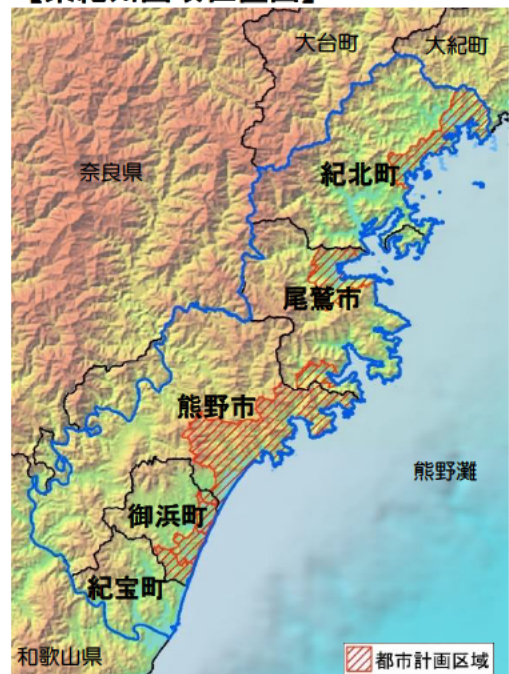 大台町
大紀町
奈良県
紀北町
尾鷲市
熊野市
熊野灘
御浜町
紀宝町
和歌山県
都市計画区域